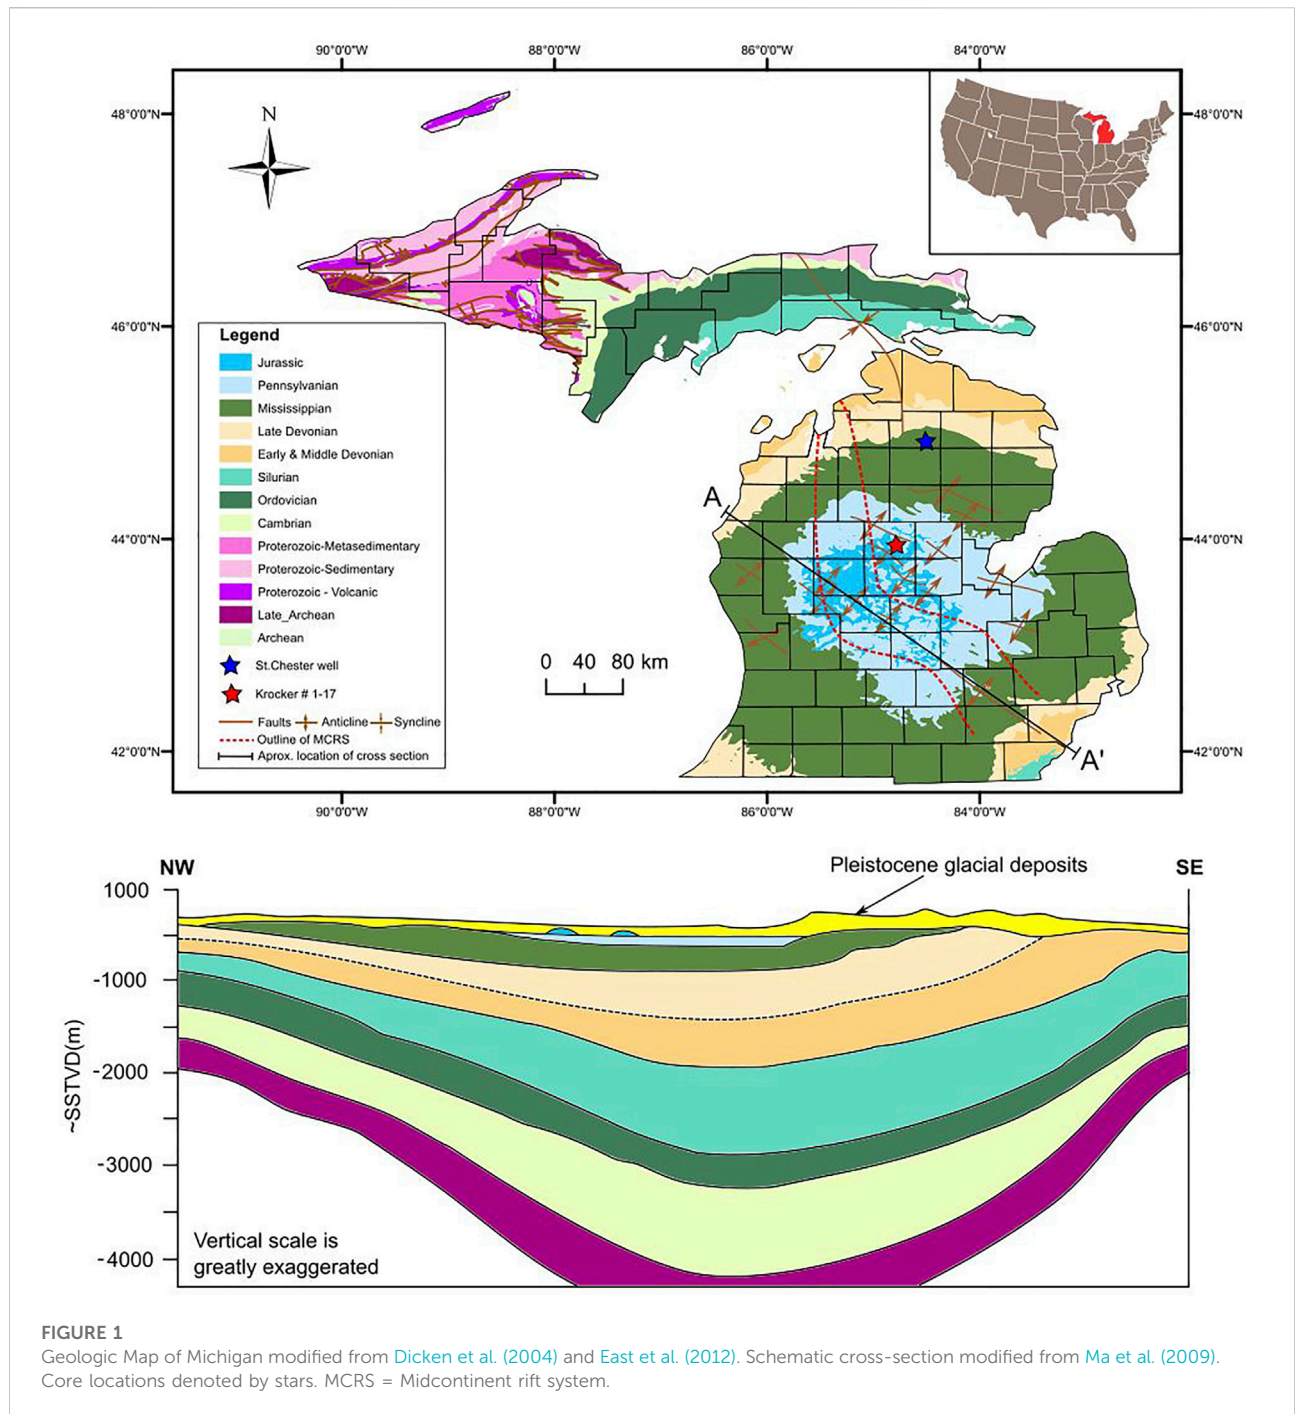 90°0'0"W 88°0'0"W 86°0'0"W 84°0'0"W
48°0'0"N
48°0'0"N
N
46°0'0"N
46°0'0"N
Legend
Jurassic
Pennsylvanian
Mississippian
Late Devonian
Early & Middle Devonian
Silurian
Ordovician
Cambrian
Proterozoic-Metasedimentary
Proterozoic-Sedimentary
Proterozoic - Volcanic
Late_Archean
Archean
St.Chester well
Krocker # 1-17
Faults Anticline Syncline
Outline of MCRS
Aprox. location of cross section
A
44°0'0"N
44°0'0"N
0 40 80 km
42°0'0"N
42°0'0"N
A'
90°0'0"W 88°0'0"W 86°0'0"W 84°0'0"W
NW
Pleistocene glacial deposits
SE
1000
-1000
-2000
-3000
-4000
~SSTVD(m)
Vertical scale is
greatly exaggerated
FIGURE 1
Geologic Map of Michigan modified from Dicken et al. (2004) and East et al. (2012). Schematic cross-section modified from Ma et al. (2009).
Core locations denoted by stars. MCRS = Midcontinent rift system.